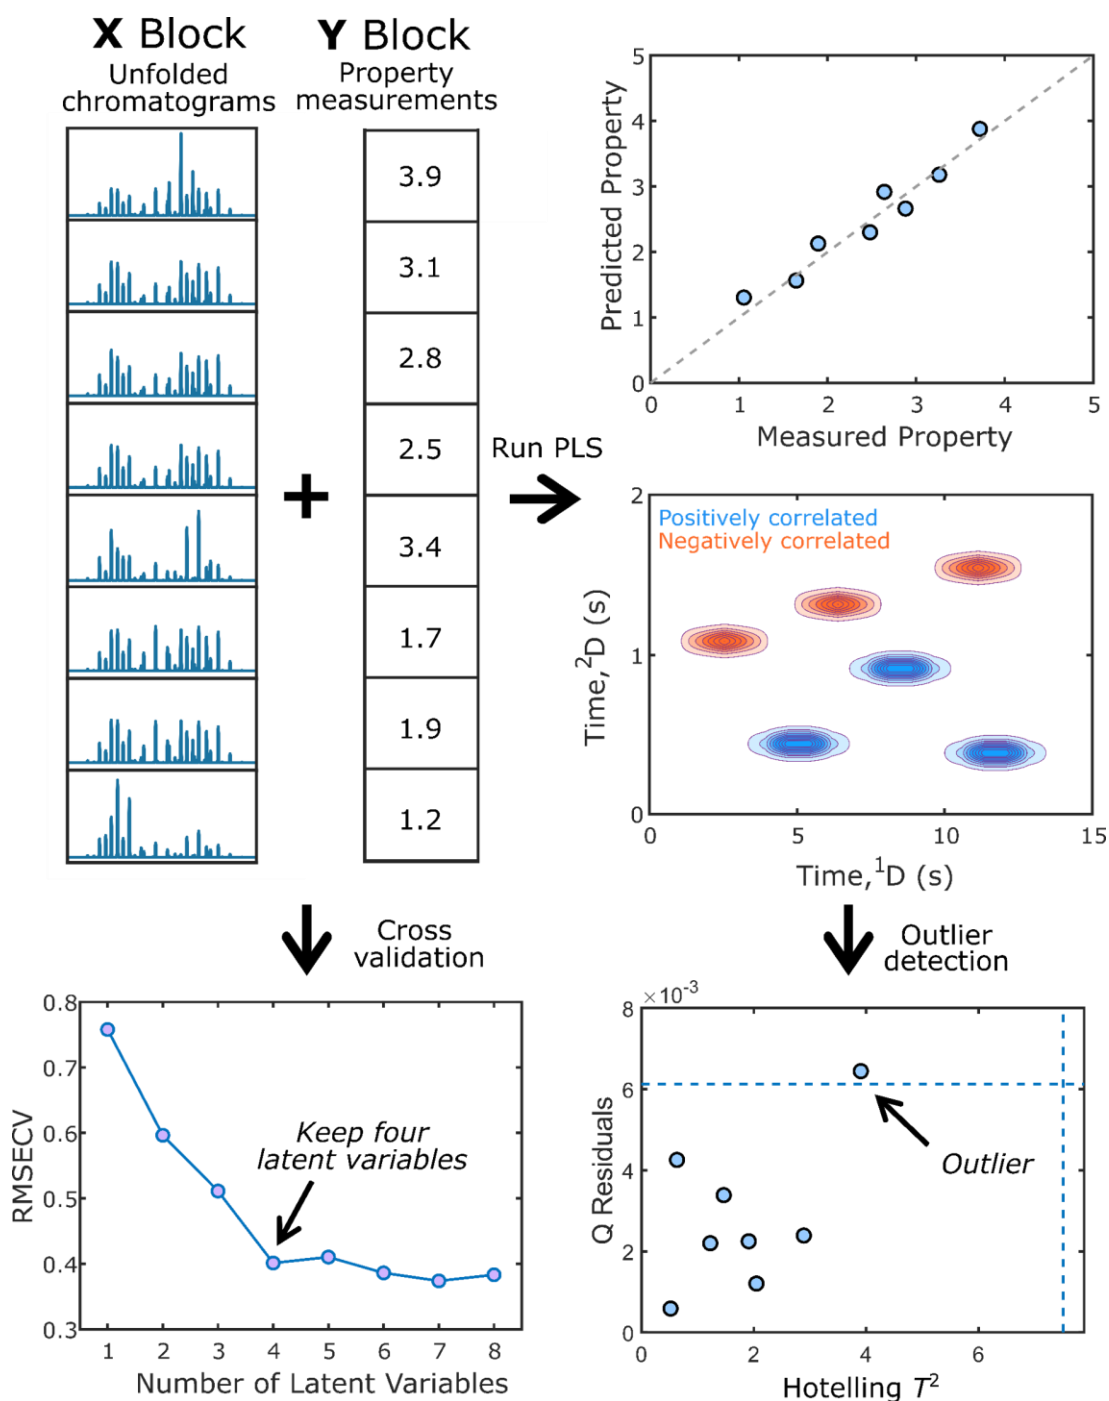 X Block
Unfolded
chromatograms
Y Block
Property
measurements
3.9
3.1
2.8
2.5
3.4
1.7
1.9
1.2
+
Run PLS
5
4
3
2
1
0
Predicted Property
0 1 2 3 4 5
Measured Property
Positively correlated
Negatively correlated
2
1
0
Time,²D (s)
0 5 10 15
Time,¹D (s)
Cross
validation
Outlier
detection
0.8
0.7
0.6
0.5
0.4
0.3
RMSECV
Keep four
latent variables
1 2 3 4 5 6 7 8
Number of Latent Variables
×10⁻³
8
6
4
2
0
Q Residuals
Outlier
0 2 4 6
Hotelling T²